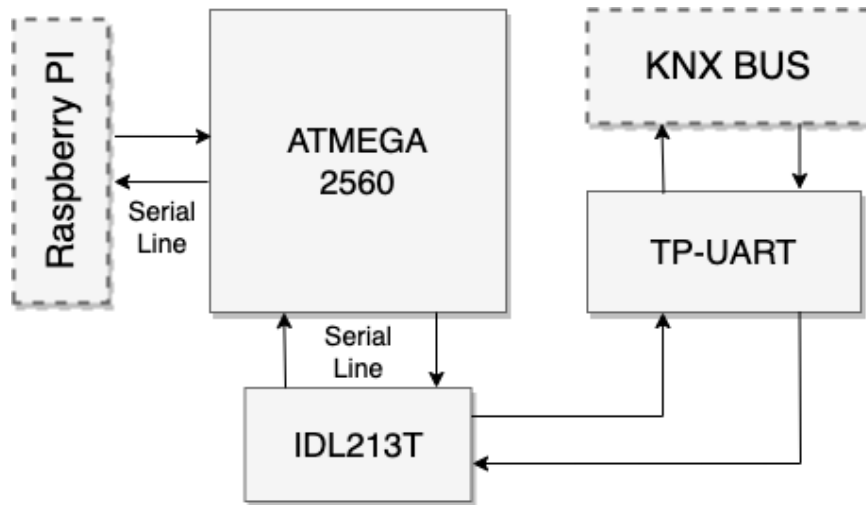 Raspberry PI
ATMEGA
2560
Serial
Line
KNX BUS
TP-UART
Serial
Line
IDL213T